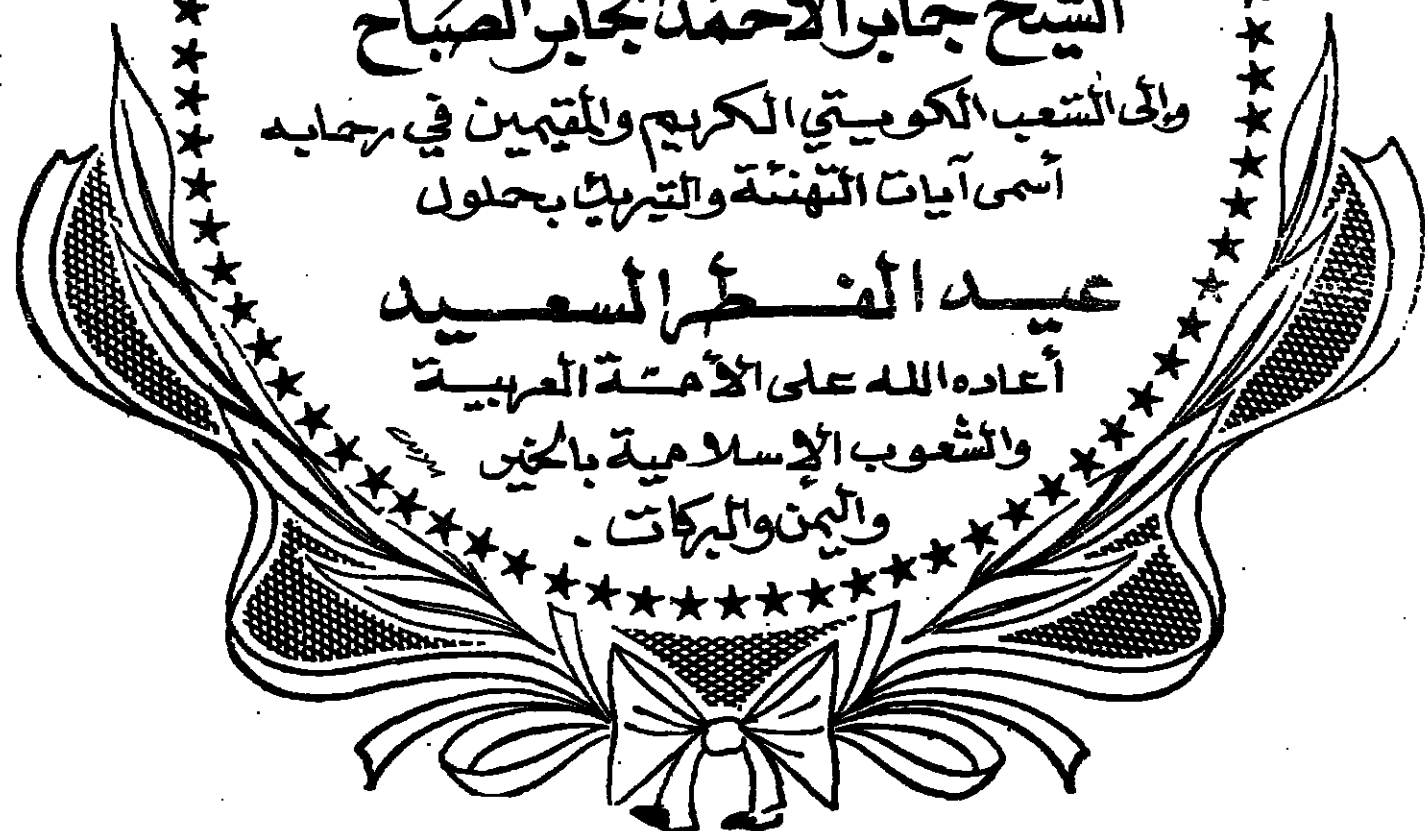 الشيخ جابر الأحمد الجابر الصباح
وإلى الشعب الكويتي الكريم والمقيمين في رحابه
أسمى آيات التهنئة والتبريك بحلول
عيد الفطر السعيد
أعاده الله على الأمة العربية
والشعوب الإسلامية بالخير
واليمن والبركات .